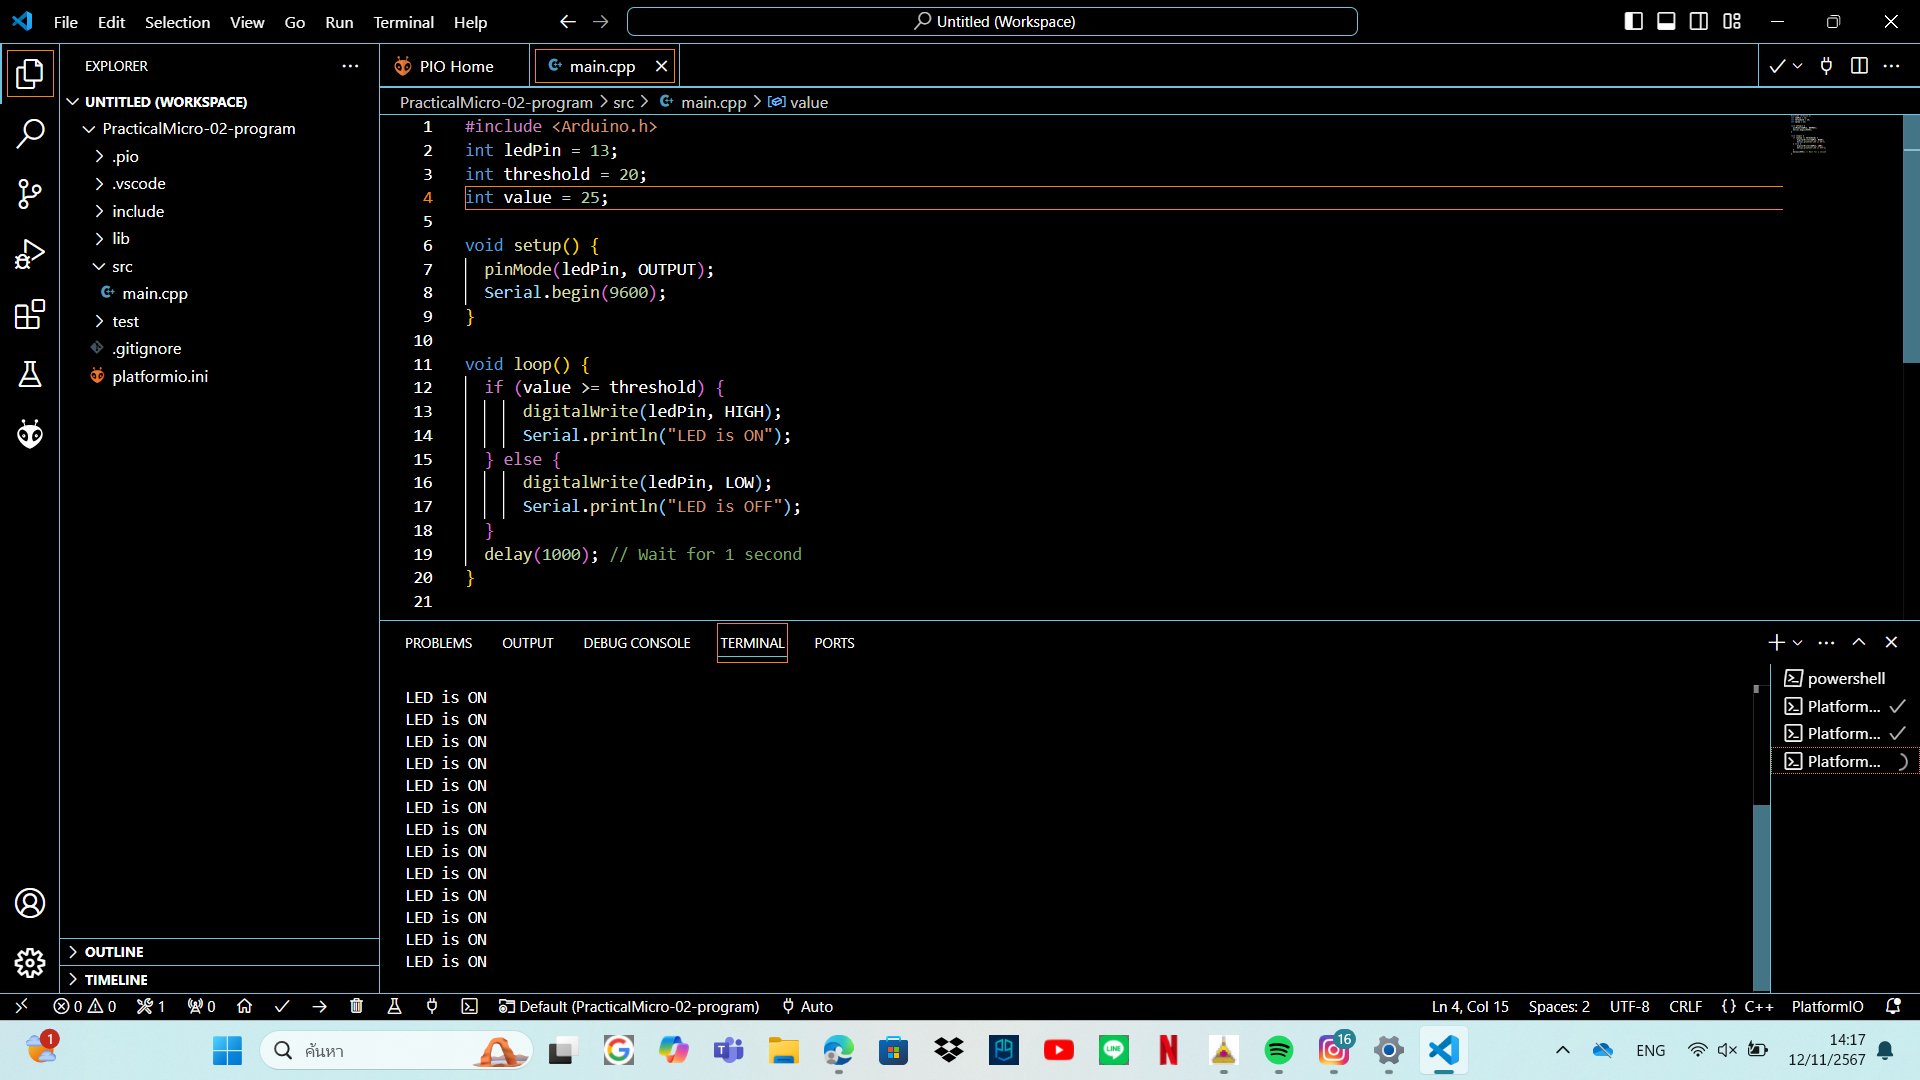 File Edit Selection View Go Run Terminal Help
Untitled (Workspace)
EXPLORER
UNTITLED (WORKSPACE)
PracticalMicro-02-program
.pio
.vscode
include
lib
src
main.cpp
test
.gitignore
platformio.ini
OUTLINE
TIMELINE
PIO Home
main.cpp
PracticalMicro-02-program > src > main.cpp > value
1 #include <Arduino.h>
2 int ledPin = 13;
3 int threshold = 20;
4 int value = 25;
5
6 void setup() {
7 pinMode(ledPin, OUTPUT);
8 Serial.begin(9600);
9 }
10
11 void loop() {
12 if (value >= threshold) {
13 digitalWrite(ledPin, HIGH);
14 Serial.println("LED is ON");
15 } else {
16 digitalWrite(ledPin, LOW);
17 Serial.println("LED is OFF");
18 }
19 delay(1000); // Wait for 1 second
20 }
21
PROBLEMS OUTPUT DEBUG CONSOLE TERMINAL PORTS
LED is ON
LED is ON
LED is ON
LED is ON
LED is ON
LED is ON
LED is ON
LED is ON
LED is ON
LED is ON
LED is ON
LED is ON
LED is ON
powershell
Platform...
Platform...
Platform...
0 0 1 0 Default (PracticalMicro-02-program) Auto
Ln 4, Col 15 Spaces: 2 UTF-8 CRLF {} C++ PlatformIO
1
ค้นหา
LINE
N
16
ENG
14:17
12/11/2567